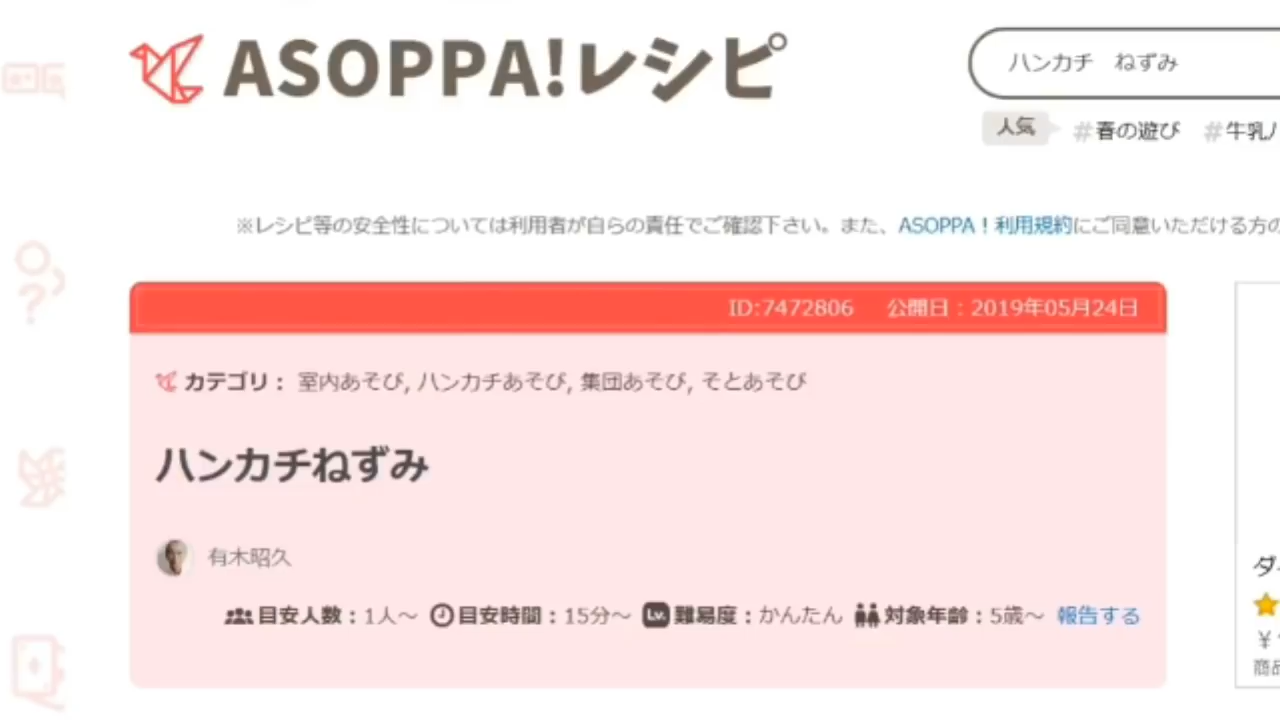 ASOPPA!レシピ
ハンカチ ねずみ
人気 #春の遊び #牛乳
※レシピ等の安全性については利用者が自らの責任でご確認下さい。また、ASOPPA！利用規約にご同意いただける方の
ID:7472806 公開日：2019年05月24日
カテゴリ： 室内あそび, ハンカチあそび, 集団あそび, そとあそび
ハンカチねずみ
有木昭久
目安人数：1人～ 目安時間：15分～ Lv. 難易度：かんたん 対象年齢：5歳～ 報告する
ダ
￥
商品